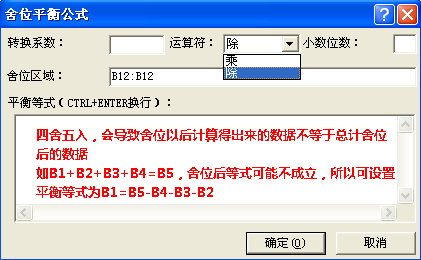 舍位平衡公式
转换系数： 运算符： 除 小数位数：
乘
除
舍位区域： B12:B12
平衡等式（CTRL+ENTER换行）：
四舍五入，会导致舍位以后计算得出来的数据不等于总计舍位
后的数据
如B1+B2+B3+B4=B5，舍位后等式可能不成立，所以可设置
平衡等式为B1=B5-B4-B3-B2
确定(O) 取消